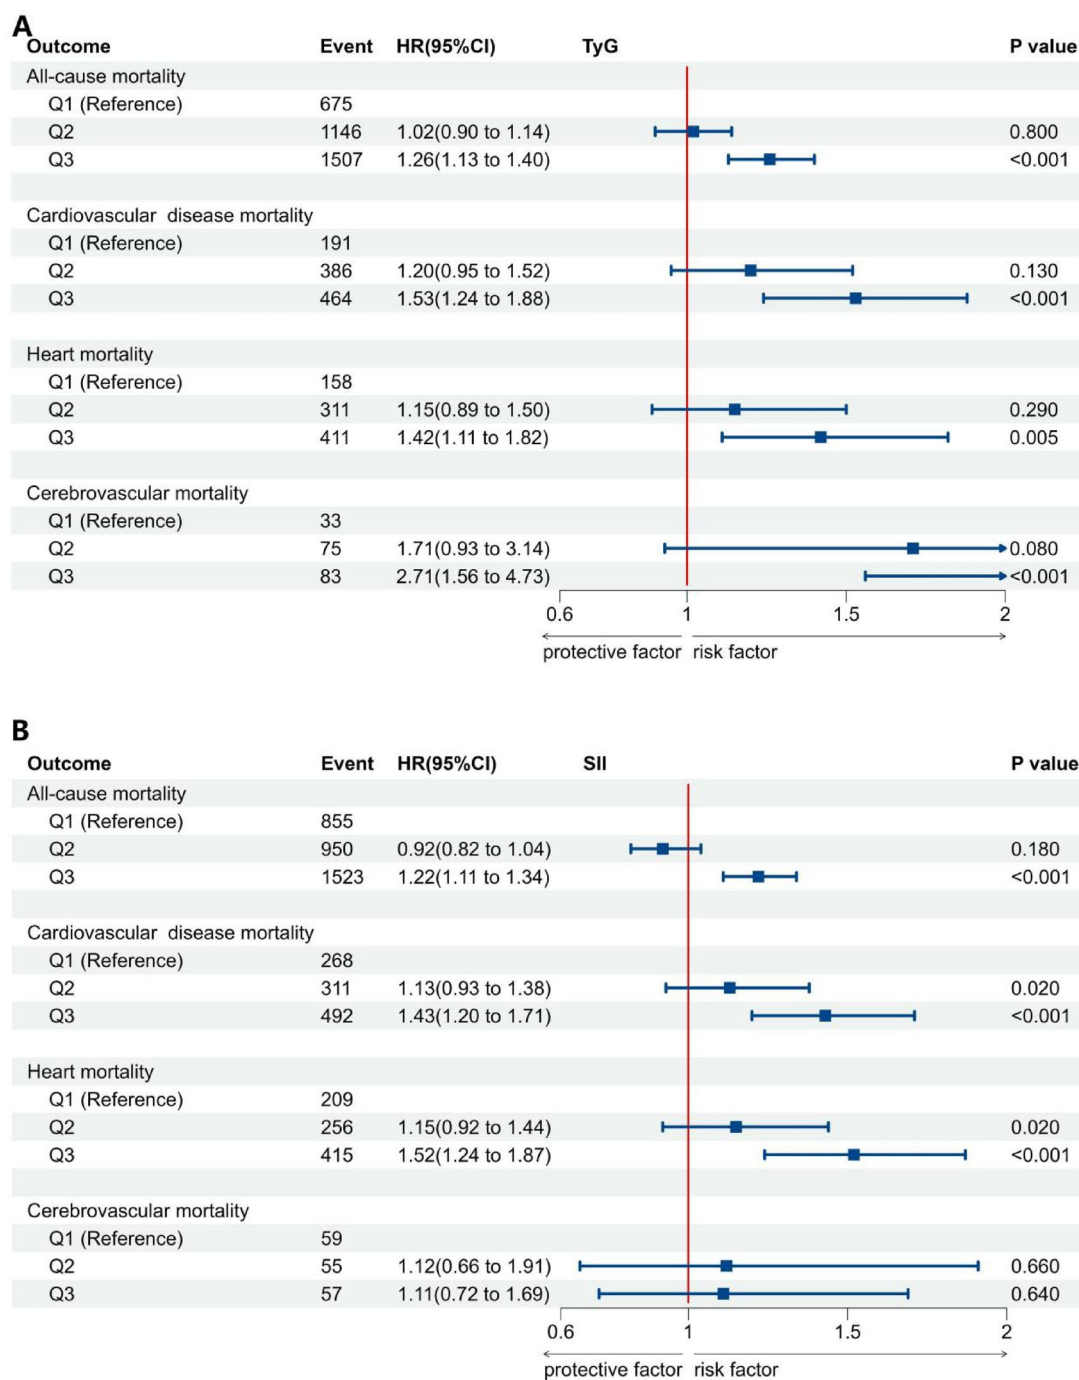 A
Outcome Event HR(95%CI) TyG P value
All-cause mortality
Q1 (Reference) 675
Q2 1146 1.02(0.90 to 1.14) 0.800
Q3 1507 1.26(1.13 to 1.40) <0.001
Cardiovascular disease mortality
Q1 (Reference) 191
Q2 386 1.20(0.95 to 1.52) 0.130
Q3 464 1.53(1.24 to 1.88) <0.001
Heart mortality
Q1 (Reference) 158
Q2 311 1.15(0.89 to 1.50) 0.290
Q3 411 1.42(1.11 to 1.82) 0.005
Cerebrovascular mortality
Q1 (Reference) 33
Q2 75 1.71(0.93 to 3.14) 0.080
Q3 83 2.71(1.56 to 4.73) <0.001
0.6 1 1.5 2
protective factor risk factor
B
Outcome Event HR(95%CI) SII P value
All-cause mortality
Q1 (Reference) 855
Q2 950 0.92(0.82 to 1.04) 0.180
Q3 1523 1.22(1.11 to 1.34) <0.001
Cardiovascular disease mortality
Q1 (Reference) 268
Q2 311 1.13(0.93 to 1.38) 0.020
Q3 492 1.43(1.20 to 1.71) <0.001
Heart mortality
Q1 (Reference) 209
Q2 256 1.15(0.92 to 1.44) 0.020
Q3 415 1.52(1.24 to 1.87) <0.001
Cerebrovascular mortality
Q1 (Reference) 59
Q2 55 1.12(0.66 to 1.91) 0.660
Q3 57 1.11(0.72 to 1.69) 0.640
0.6 1 1.5 2
protective factor risk factor